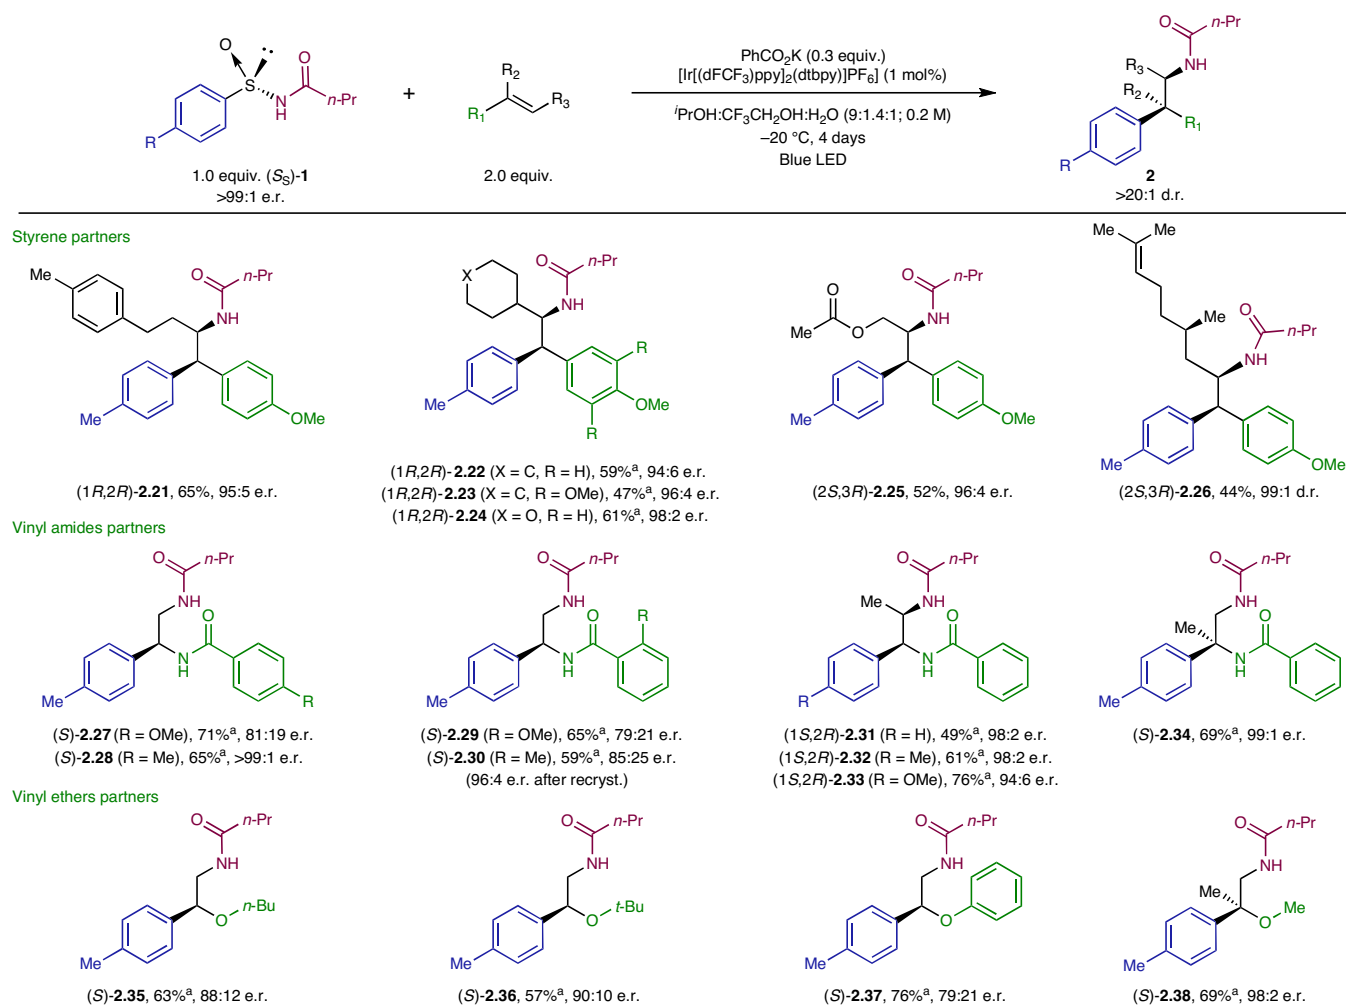 O O
S N H n-Pr
R
1.0 equiv. (S_S)-1
>99:1 e.r.
+
R2
R1 R3
2.0 equiv.
PhCO2K (0.3 equiv.)
[Ir[(dFCF3)ppy]2(dtbpy)]PF6] (1 mol%)
iPrOH:CF3CH2OH:H2O (9:1.4:1; 0.2 M)
–20 °C, 4 days
Blue LED
O n-Pr
R3 NH
R2
R1
R
2
>20:1 d.r.
Styrene partners
Me O n-Pr
NH
Me OMe
(1R,2R)-2.21, 65%, 95:5 e.r.
X O n-Pr
NH
R
Me OMe
R
(1R,2R)-2.22 (X = C, R = H), 59%a, 94:6 e.r.
(1R,2R)-2.23 (X = C, R = OMe), 47%a, 96:4 e.r.
(1R,2R)-2.24 (X = O, R = H), 61%a, 98:2 e.r.
O O n-Pr
Me O NH
Me OMe
(2S,3R)-2.25, 52%, 96:4 e.r.
Me Me
Me O n-Pr
NH
Me OMe
(2S,3R)-2.26, 44%, 99:1 d.r.
Vinyl amides partners
O n-Pr
NH
O
N
H
Me R
(S)-2.27 (R = OMe), 71%a, 81:19 e.r.
(S)-2.28 (R = Me), 65%a, >99:1 e.r.
O n-Pr
NH
O R
N
H
Me
(S)-2.29 (R = OMe), 65%a, 79:21 e.r.
(S)-2.30 (R = Me), 59%a, 85:25 e.r.
(96:4 e.r. after recryst.)
O n-Pr
Me NH
O
N
H
R
(1S,2R)-2.31 (R = H), 49%a, 98:2 e.r.
(1S,2R)-2.32 (R = Me), 61%a, 98:2 e.r.
(1S,2R)-2.33 (R = OMe), 76%a, 94:6 e.r.
O n-Pr
NH
Me O
N
H
Me
(S)-2.34, 69%a, 99:1 e.r.
Vinyl ethers partners
O n-Pr
NH
O n-Bu
Me
(S)-2.35, 63%a, 88:12 e.r.
O n-Pr
NH
O t-Bu
Me
(S)-2.36, 57%a, 90:10 e.r.
O n-Pr
NH
O
Me
(S)-2.37, 76%a, 79:21 e.r.
O n-Pr
NH
Me O Me
Me
(S)-2.38, 69%a, 98:2 e.r.